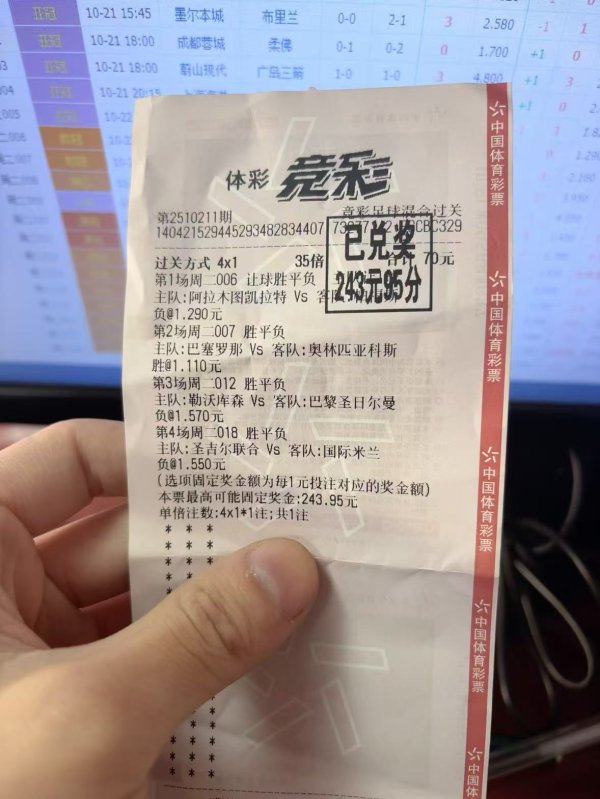 10-21 15:45 墨尔本城 布里兰 0-0 2-1 3 2.580 -1 1
10-21 18:00 成都蓉城 柔佛 0-1 0-2 0 1.700 +1 0
10-21 18:00 蔚山现代 广岛三箭 1-0 1-0 3 4.800 +1
体彩 竞彩
第2510211期 竞彩足球混合过关
140421529445293482834407
已兑奖
243元95分
过关方式 4x1 35倍 合计 70元
第1场周二006 让球胜平负
主队:阿拉木图凯拉特 Vs
负@1.290元
第2场周二007 胜平负
主队:巴塞罗那 Vs 客队:奥林匹亚科斯
胜@1.110元
第3场周二012 胜平负
主队:勒沃库森 Vs 客队:巴黎圣日尔曼
负@1.570元
第4场周二018 胜平负
主队:圣吉尔联合 Vs 客队:国际米兰
负@1.550元
(选项固定奖金额为每1元投注对应的奖金额)
本票最高可能固定奖金:243.95元
单倍注数:4x1*1注;共1注
中国体育彩票
中国体育彩票
中国体育彩票
中国体育彩票
中国体